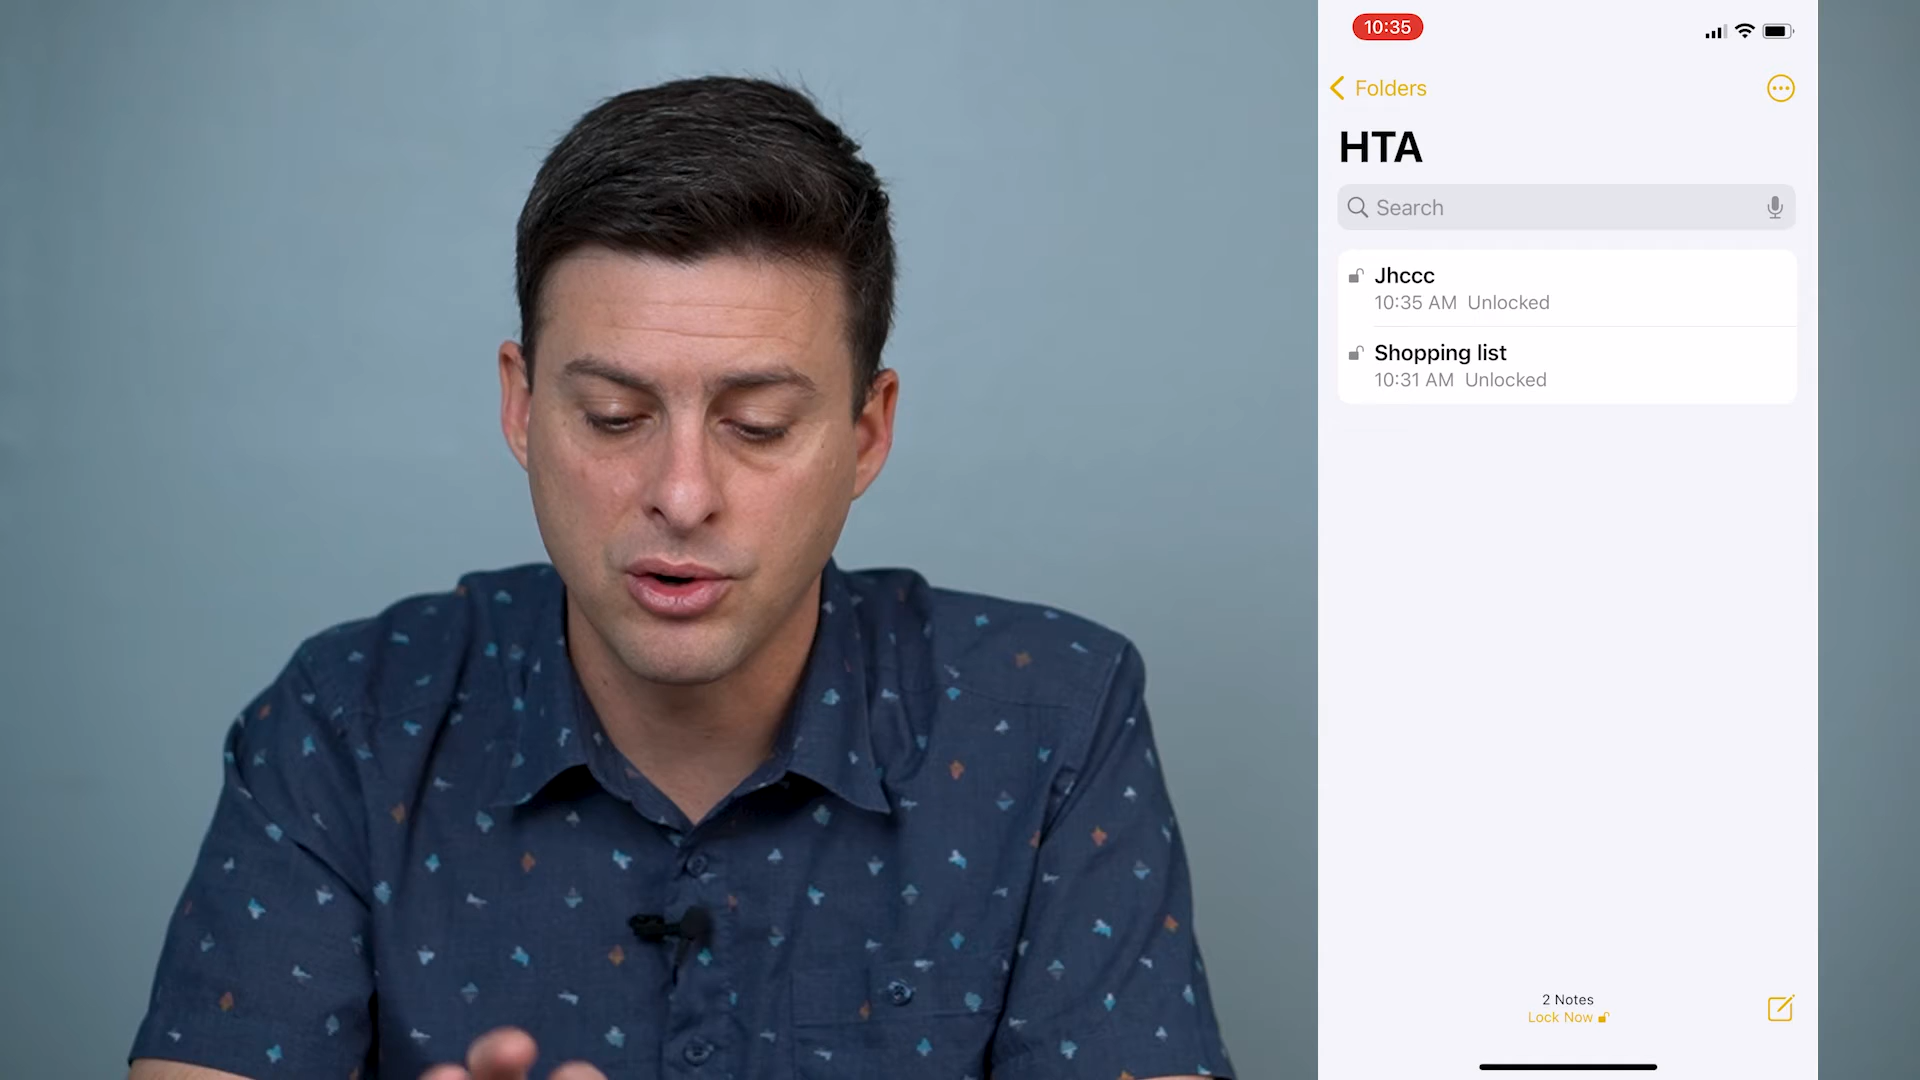 10:35
Folders
HTA
Search
Jhccc
10:35 AM Unlocked
Shopping list
10:31 AM Unlocked
2 Notes
Lock Now